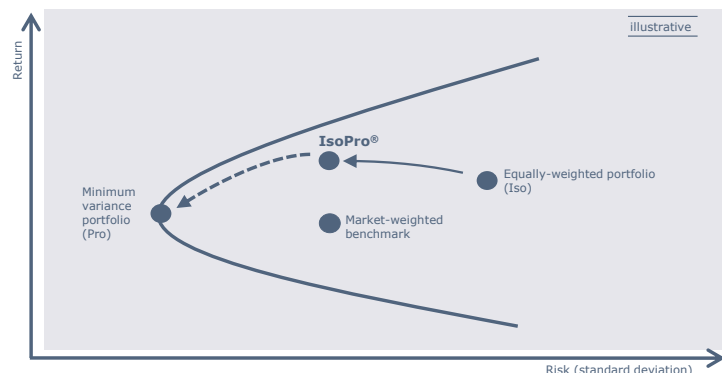 illustrative
Return
IsoPro®
Equally-weighted portfolio
(Iso)
Minimum
variance
portfolio
(Pro)
Market-weighted
benchmark
Risk (standard deviation)